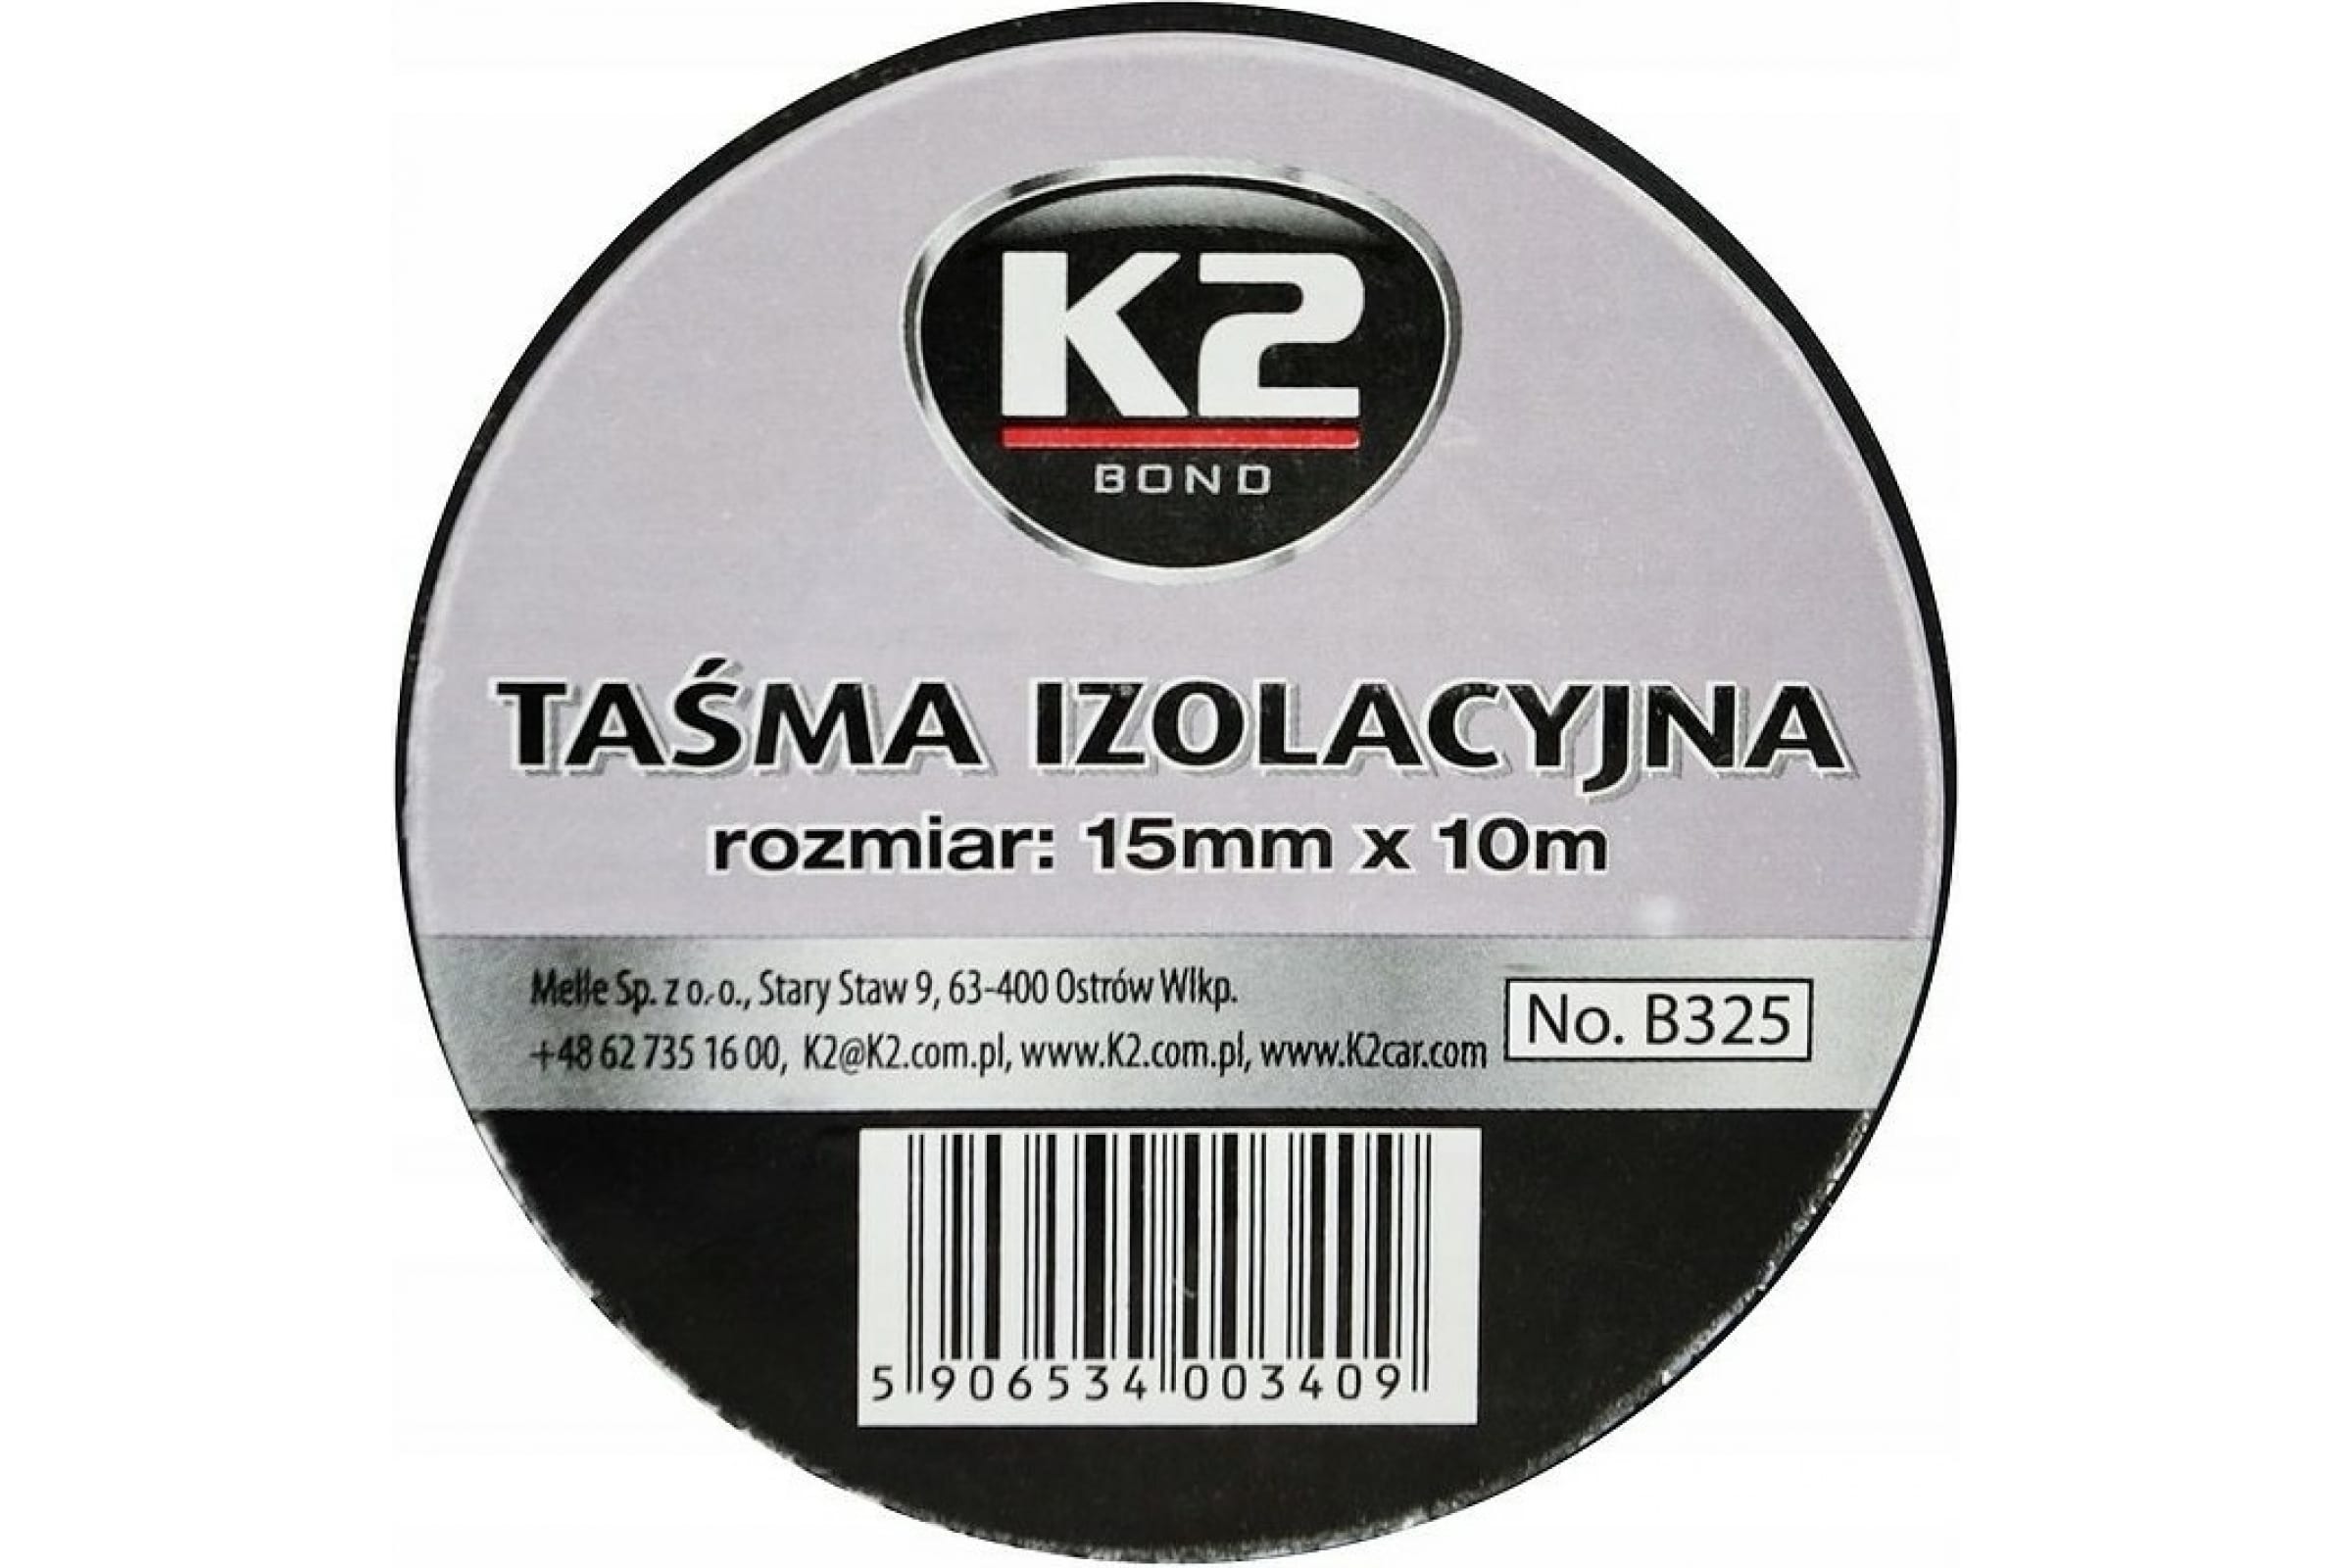 K2
BOND
TAŚMA IZOLACYJNA
rozmiar: 15mm x 10m
Melle Sp. z o. o., Stary Staw 9, 63-400 Ostrów Wlkp.
+48 62 735 16 00, K2@K2.com.pl, www.K2.com.pl, www.K2car.com
No. B325
5 906534 003409